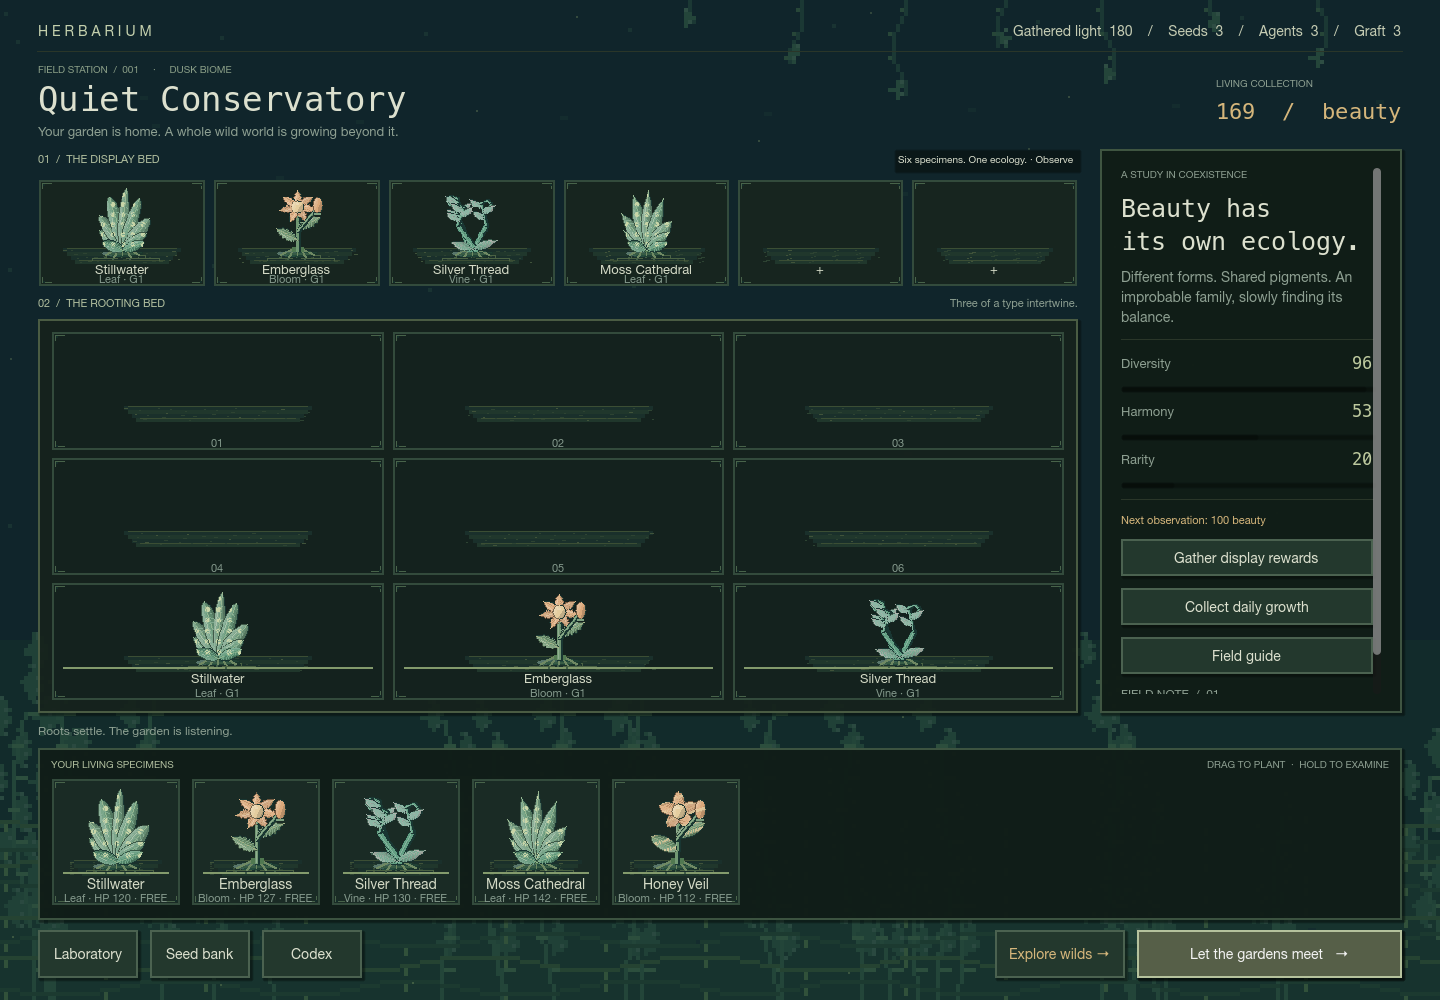 HERBARIUM
Gathered light 180 / Seeds 3 / Agents 3 / Graft 3
FIELD STATION / 001 · DUSK BIOME
Quiet Conservatory
Your garden is home. A whole wild world is growing beyond it.
LIVING COLLECTION
169 / beauty
01 / THE DISPLAY BED
Six specimens. One ecology. · Observe
Stillwater
Leaf · G1
Emberglass
Bloom · G1
Silver Thread
Vine · G1
Moss Cathedral
Leaf · G1
+
+
02 / THE ROOTING BED
Three of a type intertwine.
01
02
03
04
05
06
Stillwater
Leaf · G1
Emberglass
Bloom · G1
Silver Thread
Vine · G1
A STUDY IN COEXISTENCE
Beauty has
its own ecology.
Different forms. Shared pigments. An
improbable family, slowly finding its
balance.
Diversity 96
Harmony 53
Rarity 20
Next observation: 100 beauty
Gather display rewards
Collect daily growth
Field guide
FIELD NOTE / 01
Roots settle. The garden is listening.
YOUR LIVING SPECIMENS
DRAG TO PLANT · HOLD TO EXAMINE
Stillwater
Leaf · HP 120 · FREE
Emberglass
Bloom · HP 127 · FREE
Silver Thread
Vine · HP 130 · FREE
Moss Cathedral
Leaf · HP 142 · FREE
Honey Veil
Bloom · HP 112 · FREE
Laboratory
Seed bank
Codex
Explore wilds →
Let the gardens meet →